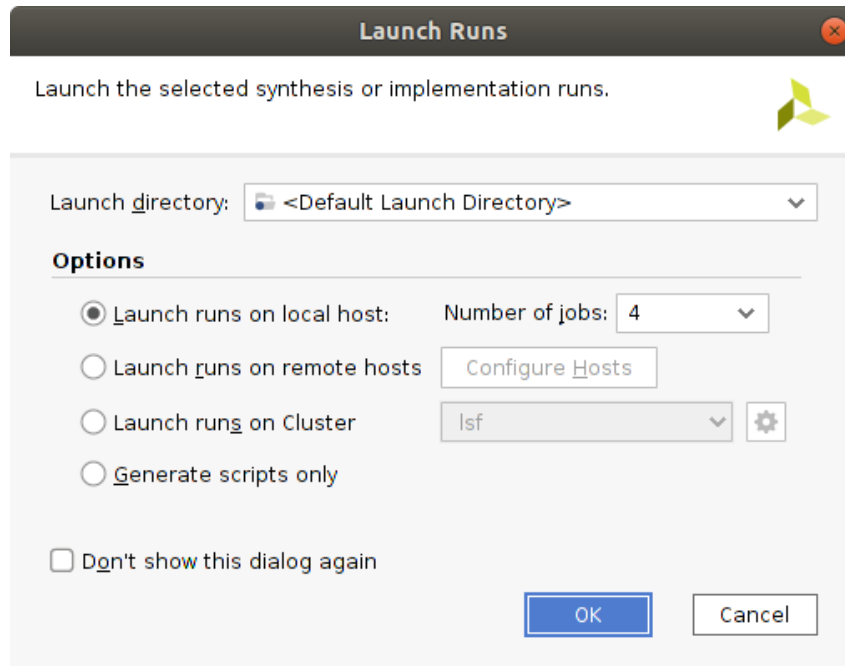 Launch Runs
Launch the selected synthesis or implementation runs.
Launch directory: <Default Launch Directory>
Options
Launch runs on local host: Number of jobs: 4
Launch runs on remote hosts Configure Hosts
Launch runs on Cluster lsf
Generate scripts only
Don't show this dialog again
OK Cancel